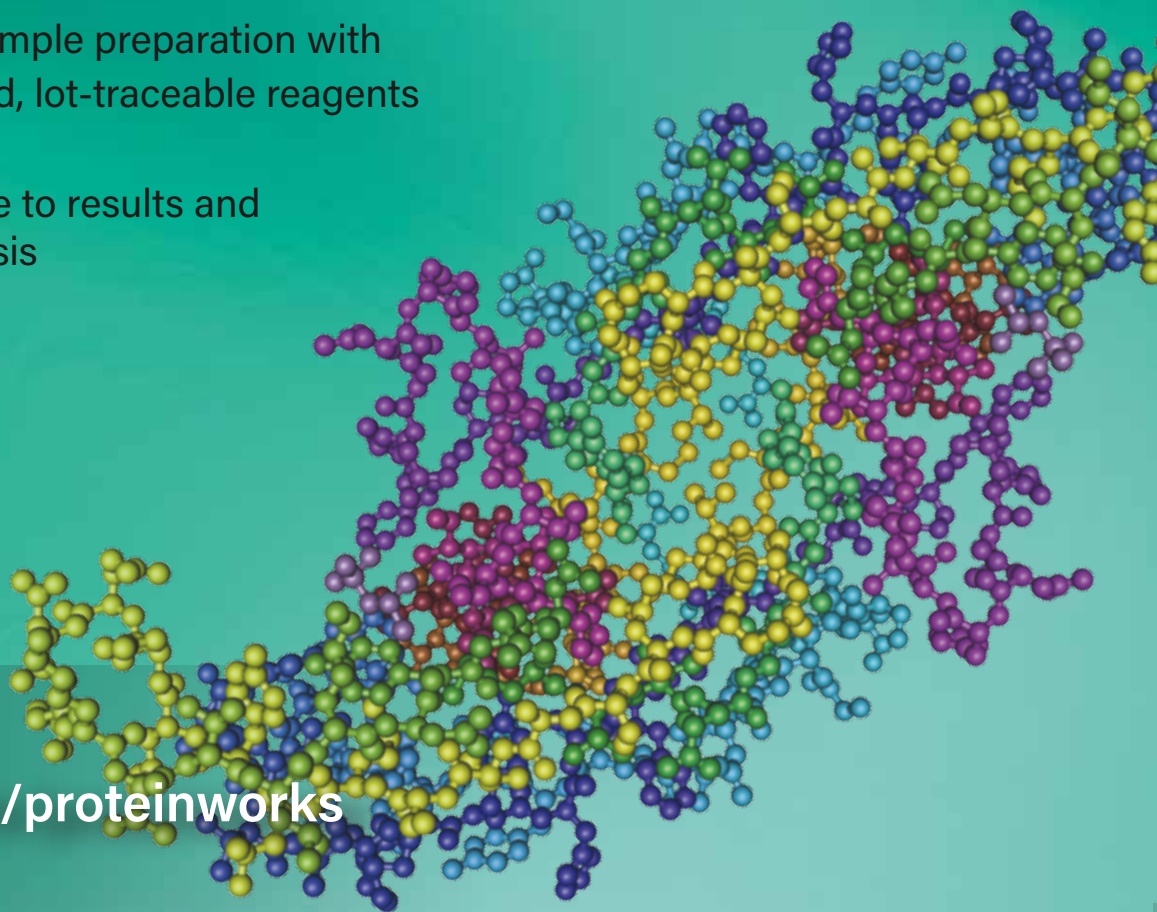 mple preparation with
d, lot-traceable reagents
e to results and
sis
/proteinworks